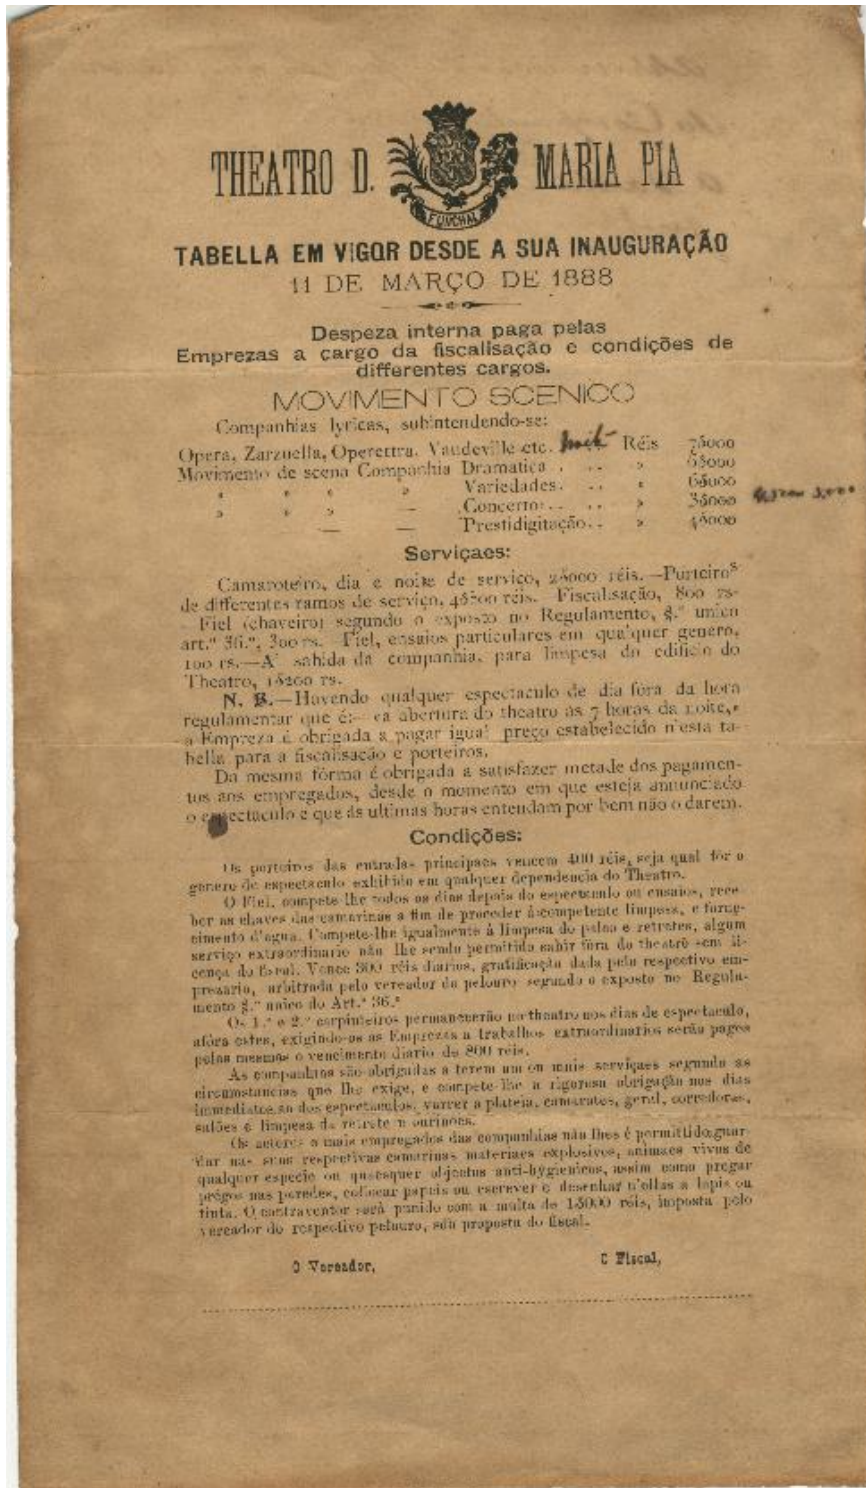 THEATRO D. MARIA PIA
FUNCHAL
TABELLA EM VIGOR DESDE A SUA INAUGURAÇÃO
11 DE MARÇO DE 1888
Despeza interna paga pelas
Emprezas a cargo da fiscalisação e condições de
differentes cargos.
MOVIMENTO SCENICO
Companhias lyricas, subintendendo-se:
Opera, Zarzuella, Operettra, Vaudeville etc. Réis 7$000
Movimento de scena Companhia Dramatica . .. » 6$000
» » » » Variedades. .. » 6$000
» » » — Concerto... .. » 3$000
— — Prestidigitação.. » 4$000
Serviçaes:
Camaroteiro, dia e noite de serviço, 2$000 réis.—Porteiros
de differentes ramos de serviço, 4$500 réis. Fiscalisação, 800 rs-
—Fiel (chaveiro) segundo o exposto no Regulamento, §.º unico
art.º 36.º, 300 rs.—Fiel, ensaios particulares em qualquer genero,
100 rs.—A' sahida da companhia, para limpesa do edificio do
Theatro, 1$200 rs.
N. B.—Havendo qualquer espectaculo de dia fóra da hora
regulamentar que é:— «a abertura do theatro ás 7 horas da noite,»
a Empreza é obrigada a pagar igual preço estabelecido n'esta ta-
bella para a fiscalisação e porteiros.
Da mesma fórma é obrigada a satisfazer metade dos pagamen-
tos aos empregados, desde o momento em que esteja annunciado
o espectaculo e que ás ultimas horas entendam por bem não o darem.
Condições:
Os porteiros das entradas principaes vencem 400 réis, seja qual fôr o
genero de espectaculo exhibido em qualquer dependencia do Theatro.
O Fiel, compete-lhe todos os dias depois do espectaculo ou ensaios, rece-
ber as chaves das camarinas a fim de proceder á competente limpesa, e forne-
cimento d'agua. Compete-lhe igualmente á limpesa do palco e retretes, algum
serviço extraordinario não lhe sendo permittido sahir fóra do theatro sem li-
cença do fiscal. Vence 300 réis diarios, gratificação dada pelo respectivo em-
prezario, arbitrada pelo vereador do pelouro segundo o exposto no Regula-
mento §.º unico do Art.º 36.º
Os 1.º e 2.º carpinteiros permanecerão no theatro nos dias de espectaculo,
afóra estes, exigindo-os as Emprezas a trabalhos extraordinarios serão pagos
pelas mesmas o vencimento diario de 800 reis.
As companhias são obrigadas a terem um ou mais serviçaes segundo as
circumstancias que lhe exige, e compete-lhe a rigorosa obrigação nos dias
immediatos ao dos espectaculos, varrer a plateia, camarotes, geral, corredores,
salões e limpesa da retrete e ourinóes.
Os actores e mais empregados das companhias não lhes é permittido guar-
dar nas suas respectivas camarinas materiaes explosivos, animaes vivos de
qualquer especie ou quaesquer objectos anti-hygienicos, assim como pregar
prégos nas paredes, collocar papeis ou escrever e desenhar n'ellas a lapis ou
tinta. O contraventor será punido com a multa de 1$000 réis, imposta pelo
vereador do respectivo pelouro, sob proposta do fiscal.
O Vereador, O Fiscal,